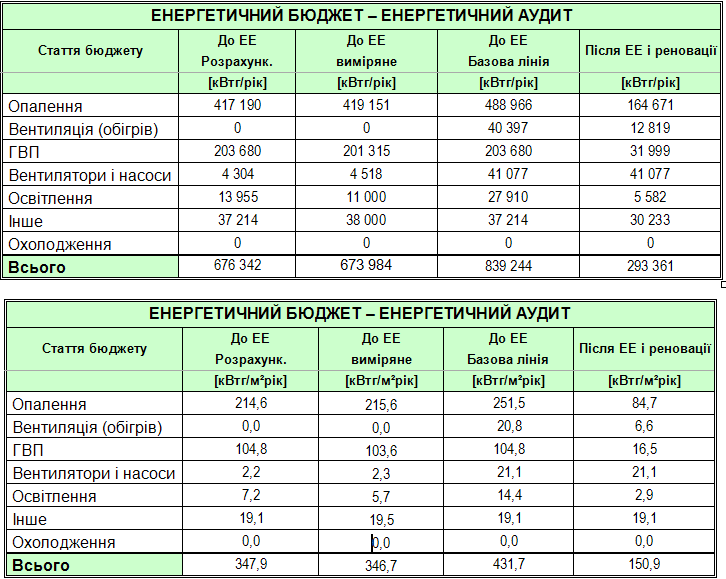 ЕНЕРГЕТИЧНИЙ БЮДЖЕТ – ЕНЕРГЕТИЧНИЙ АУДИТ
Стаття бюджету До ЕЕ Розрахунк. До ЕЕ виміряне До ЕЕ Базова лінія Після ЕЕ і реновації
[кВтг/рік] [кВтг/рік] [кВтг/рік] [кВтг/рік]
Опалення 417 190 419 151 488 966 164 671
Вентиляція (обігрів) 0 0 40 397 12 819
ГВП 203 680 201 315 203 680 31 999
Вентилятори і насоси 4 304 4 518 41 077 41 077
Освітлення 13 955 11 000 27 910 5 582
Інше 37 214 38 000 37 214 30 233
Охолодження 0 0 0 0
Всього 676 342 673 984 839 244 293 361
ЕНЕРГЕТИЧНИЙ БЮДЖЕТ – ЕНЕРГЕТИЧНИЙ АУДИТ
Стаття бюджету До ЕЕ Розрахунк. До ЕЕ виміряне До ЕЕ Базова лінія Після ЕЕ і реновації
[кВтг/м²рік] [кВтг/м²рік] [кВтг/м²рік] [кВтг/м²рік]
Опалення 214,6 215,6 251,5 84,7
Вентиляція (обігрів) 0,0 0,0 20,8 6,6
ГВП 104,8 103,6 104,8 16,5
Вентилятори і насоси 2,2 2,3 21,1 21,1
Освітлення 7,2 5,7 14,4 2,9
Інше 19,1 19,5 19,1 19,1
Охолодження 0,0 0,0 0,0 0,0
Всього 347,9 346,7 431,7 150,9